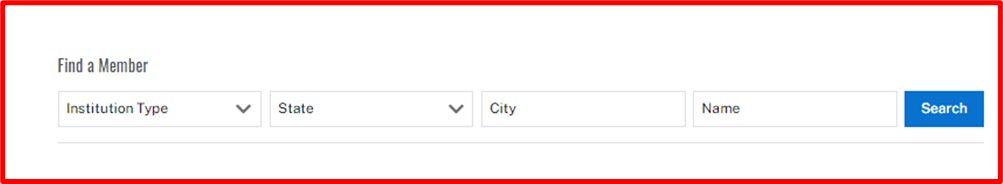 Find a Member
Institution Type State City Name Search